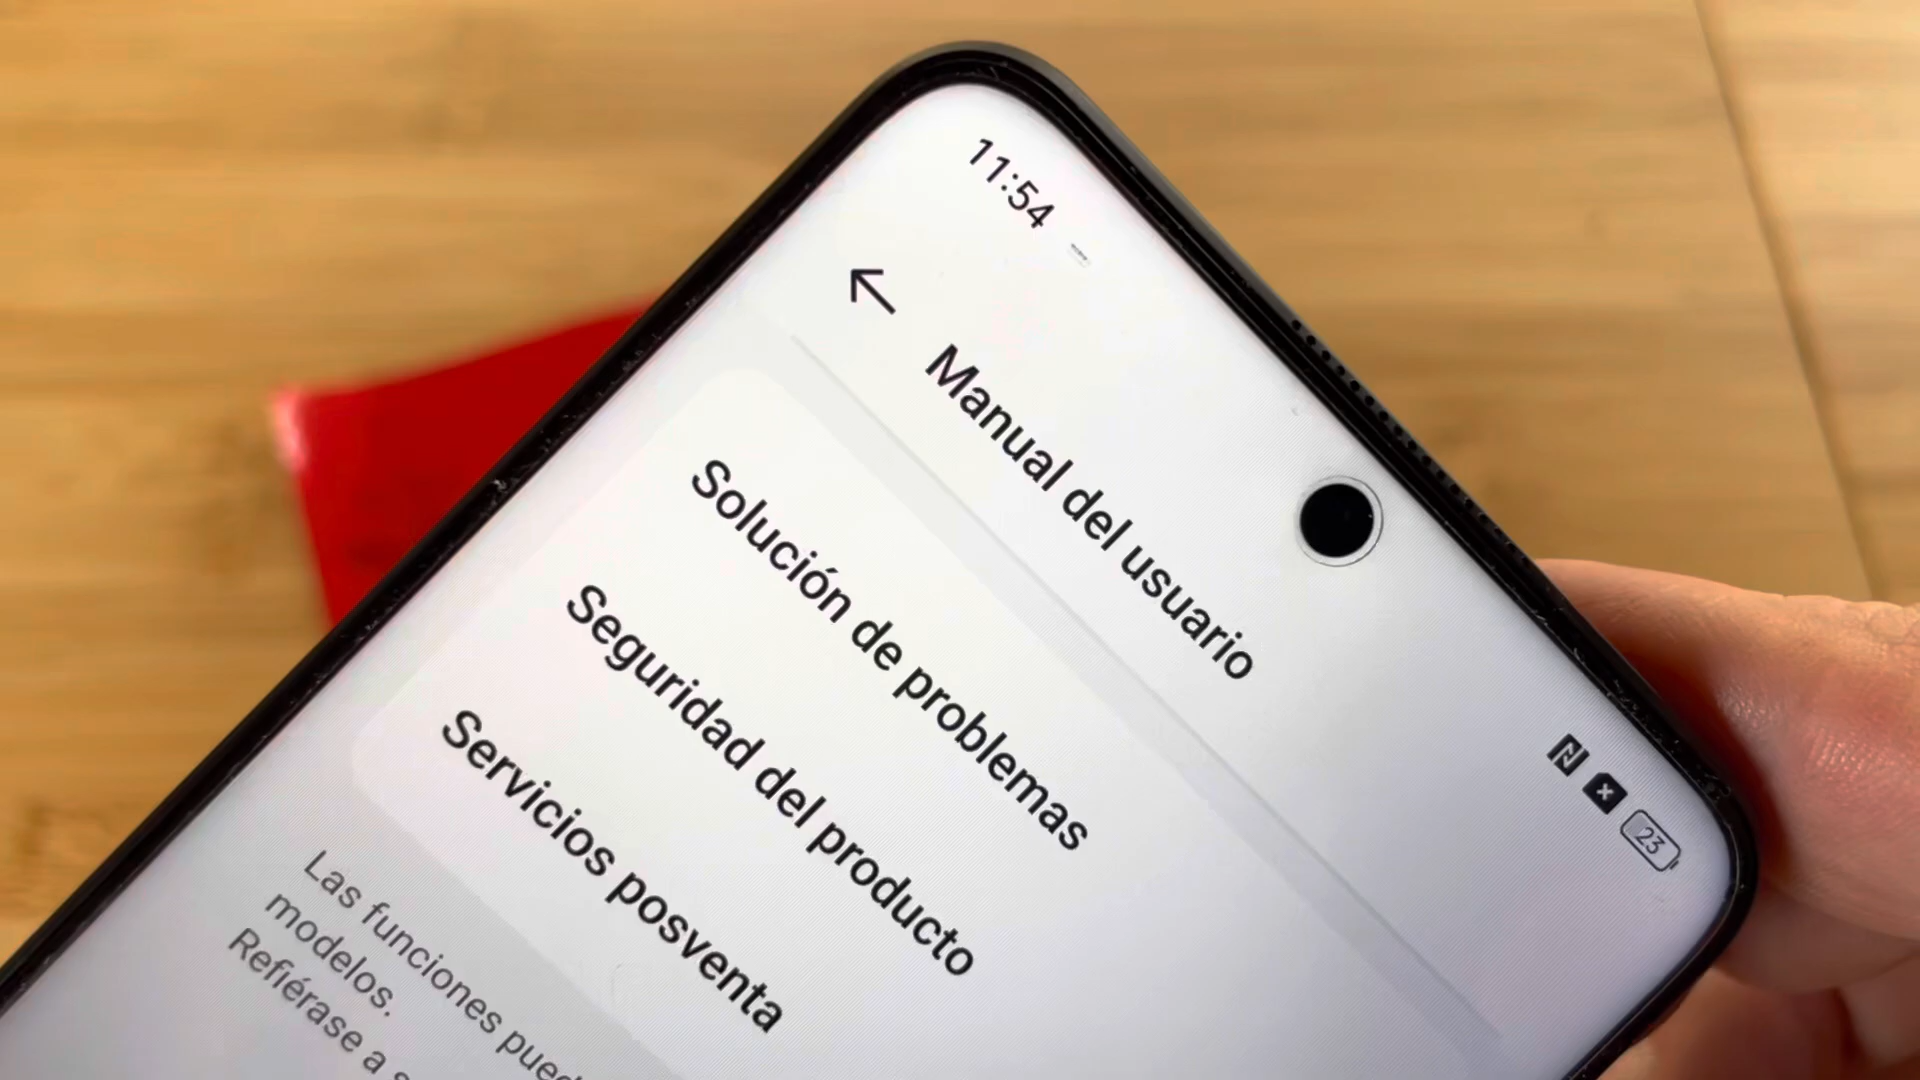 11:54
23
Manual del usuario
Solución de problemas
Seguridad del producto
Servicios posventa
Las funciones
modelos.
Refiérase a